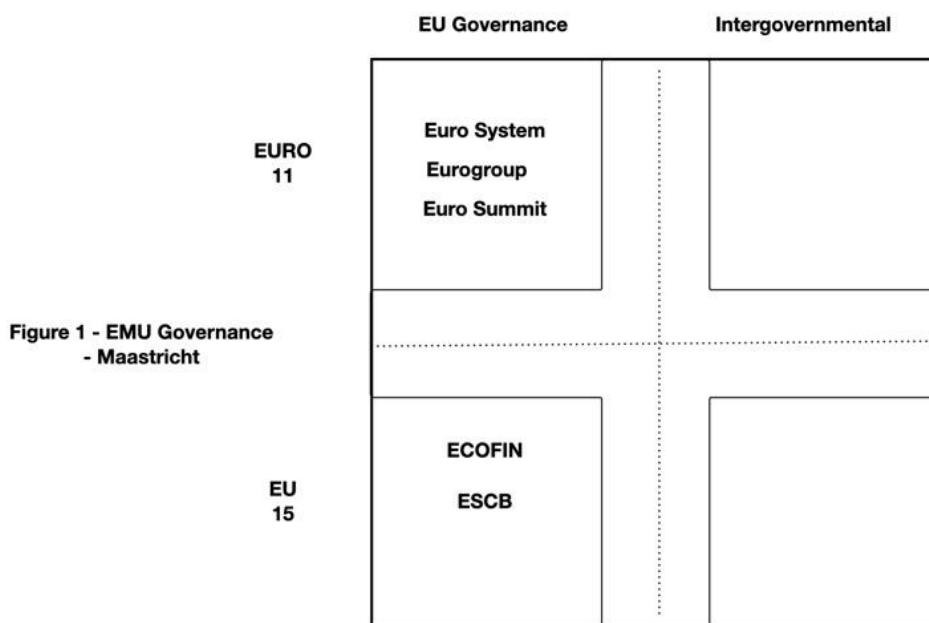 EU Governance
Intergovernmental
EURO
11
Euro System
Eurogroup
Euro Summit
Figure 1 - EMU Governance
- Maastricht
EU
15
ECOFIN
ESCB